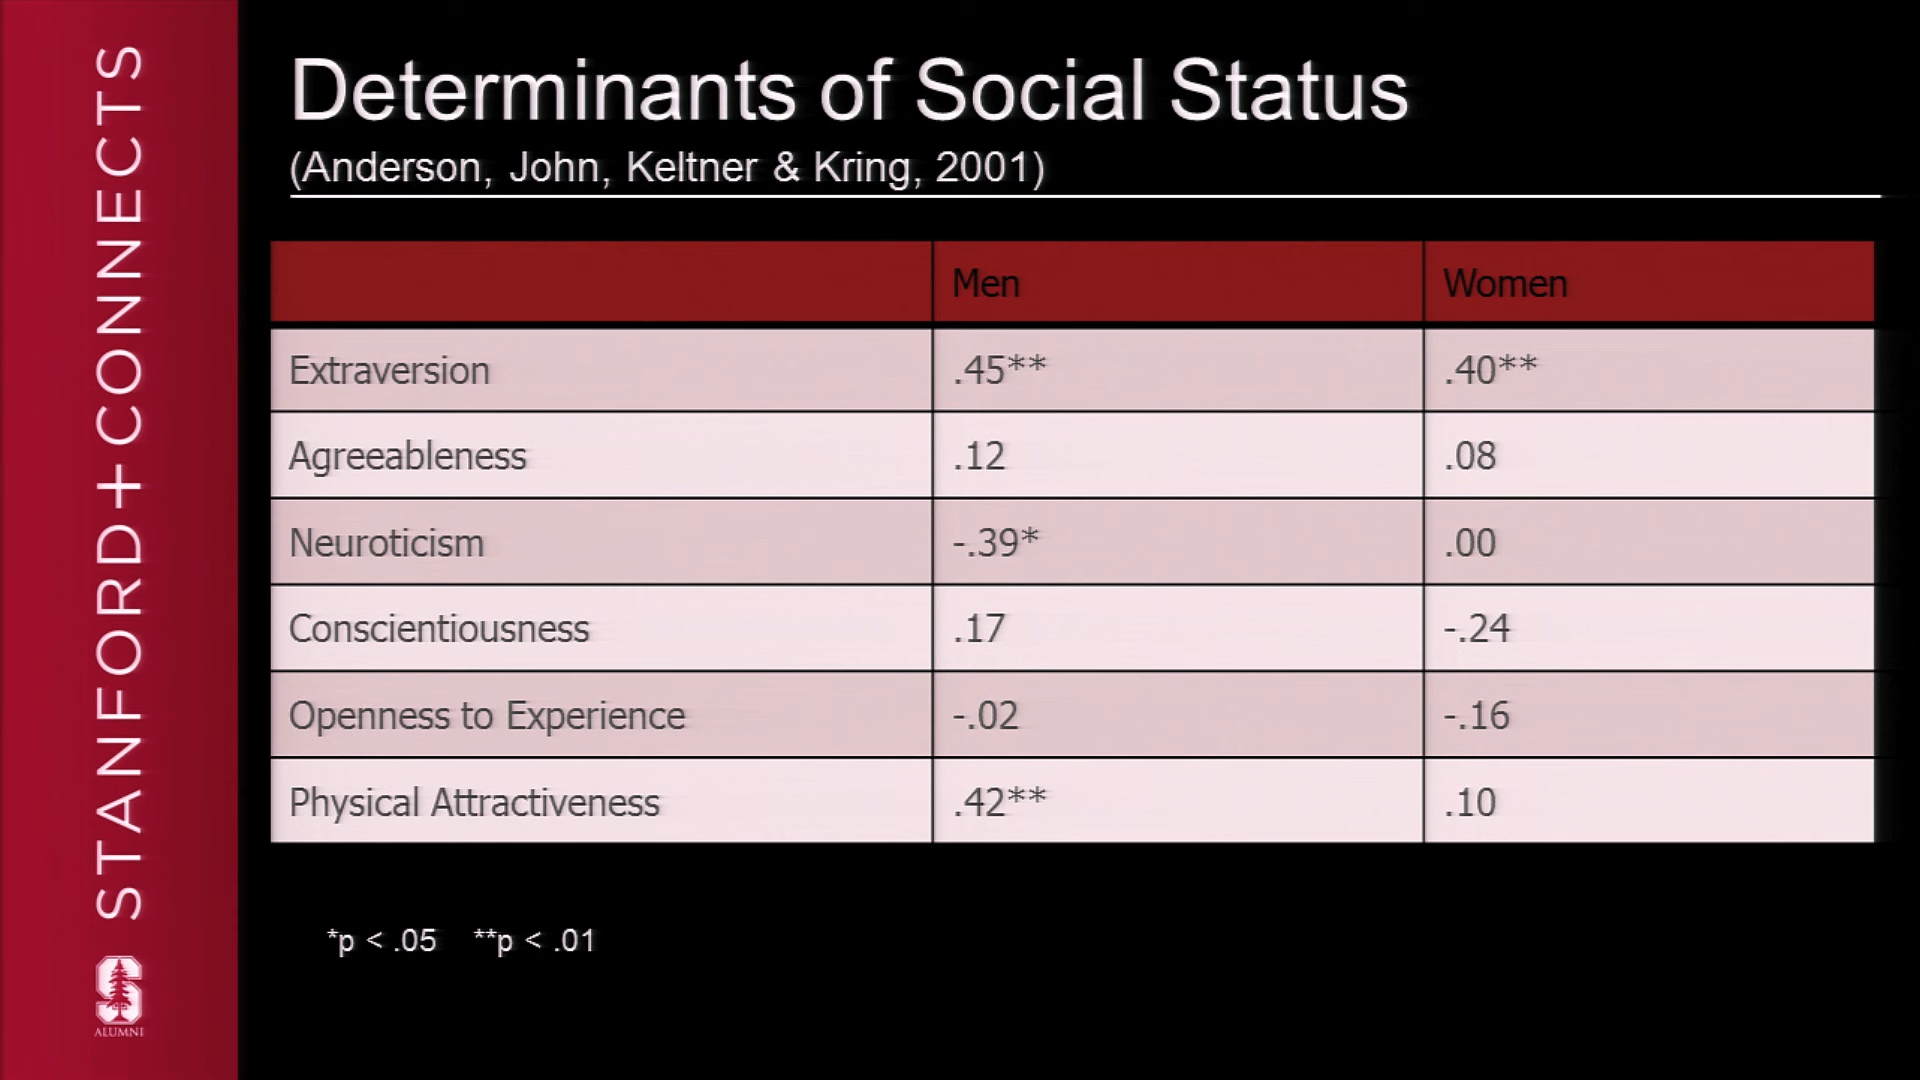 STANFORD+CONNECTS
S
ALUMNI
Determinants of Social Status
(Anderson, John, Keltner & Kring, 2001)
Men Women
Extraversion .45** .40**
Agreeableness .12 .08
Neuroticism -.39* .00
Conscientiousness .17 -.24
Openness to Experience -.02 -.16
Physical Attractiveness .42** .10
*p < .05 **p < .01